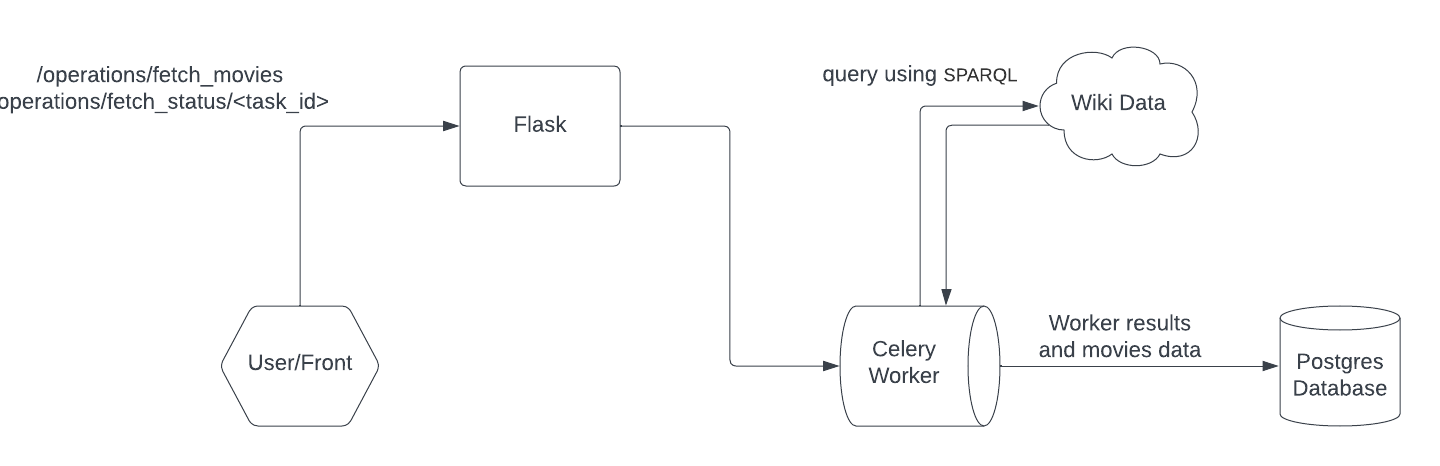 /operations/fetch_movies
operations/fetch_status/<task_id>
Flask
query using SPARQL
Wiki Data
User/Front
Celery
Worker
Worker results
and movies data
Postgres
Database